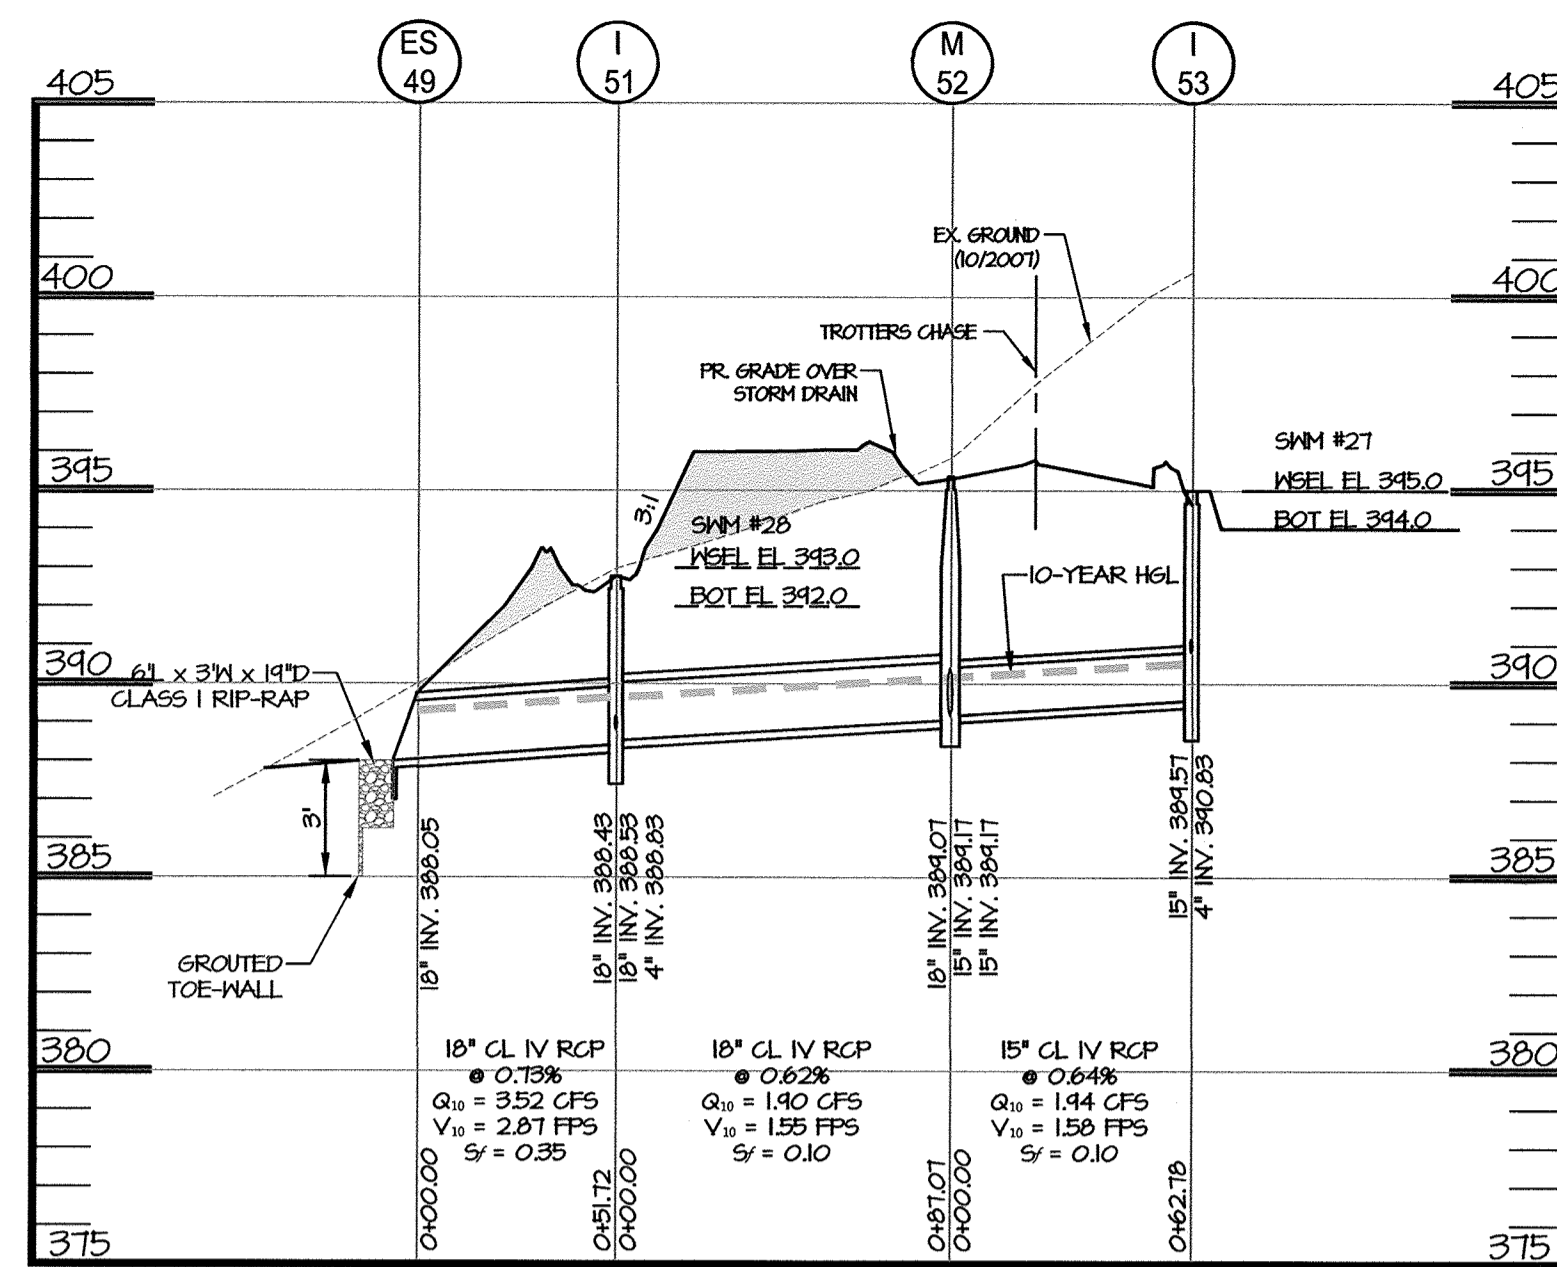 ES
49
I
51
M
52
I
53
405
405
400
400
395
395
390
390
385
385
380
380
375
375
EX. GROUND
(10/2007)
TROTTERS CHASE
PR. GRADE OVER
STORM DRAIN
SWM #27
WSEL EL 395.0
BOT EL 394.0
3:1
SWM #28
WSEL EL 393.0
BOT EL 392.0
10-YEAR HGL
6'L x 3'W x 19"D
CLASS I RIP-RAP
3'
GROUTED
TOE-WALL
18" INV. 388.05
18" INV. 388.43
18" INV. 388.53
4" INV. 388.83
18" INV. 389.07
15" INV. 389.17
15" INV. 389.17
15" INV. 389.57
4" INV. 390.83
18" CL IV RCP
@ 0.73%
Q10 = 3.52 CFS
V10 = 2.87 FPS
Sf = 0.35
18" CL IV RCP
@ 0.62%
Q10 = 1.90 CFS
V10 = 1.55 FPS
Sf = 0.10
15" CL IV RCP
@ 0.64%
Q10 = 1.94 CFS
V10 = 1.58 FPS
Sf = 0.10
0+00.00
0+51.72
0+00.00
0+87.07
0+00.00
0+62.78